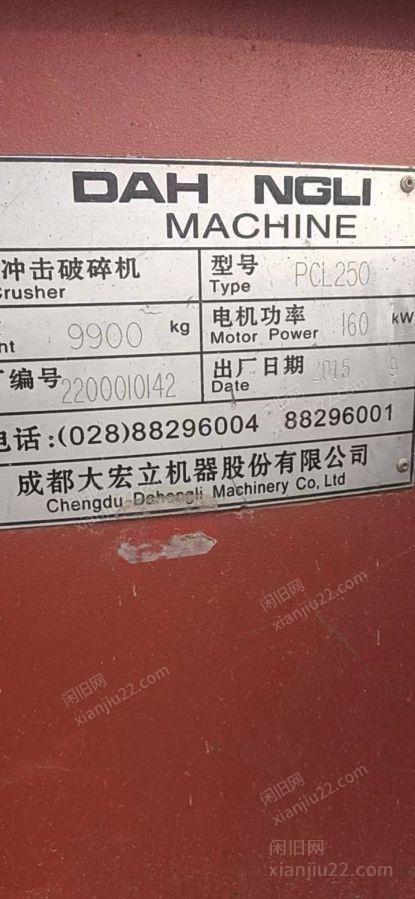 DAH NGLI
MACHINE
冲击破碎机 型号 PCL250
Crusher Type
9900 kg 电机功率 160 kW
ht Motor Power
编号 2200010142 出厂日期 2015 9
Date
电话:(028)88296004 88296001
成都大宏立机器股份有限公司
Chengdu Dahongli Machinery Co, Ltd
闲旧网
xianjiu22.com
闲旧网
xianjiu22.com
闲旧网
xianjiu22.com
闲旧网
xianjiu22.com